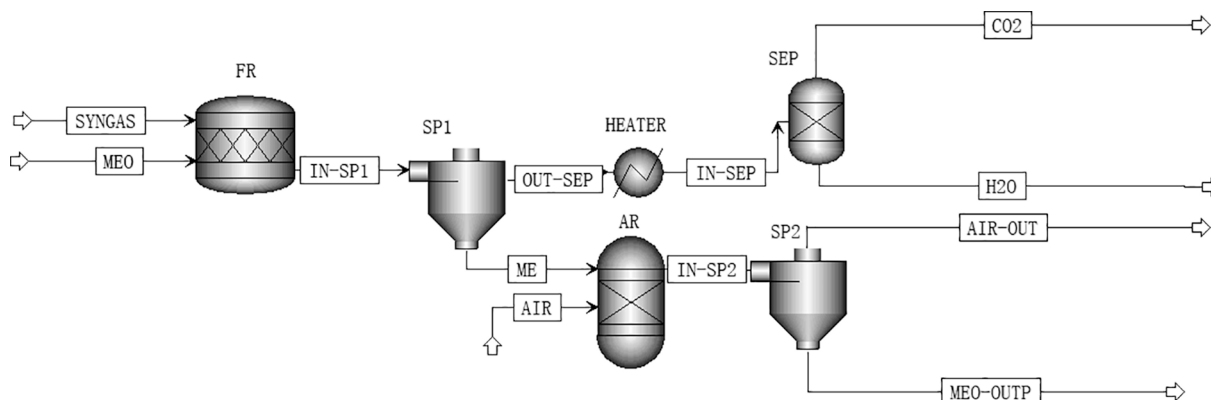 CO2
SEP
FR
SYNGAS
SP1
HEATER
MEO
IN-SP1
OUT-SEP
IN-SEP
H2O
AR
SP2
AIR-OUT
ME
IN-SP2
AIR
MEO-OUTP